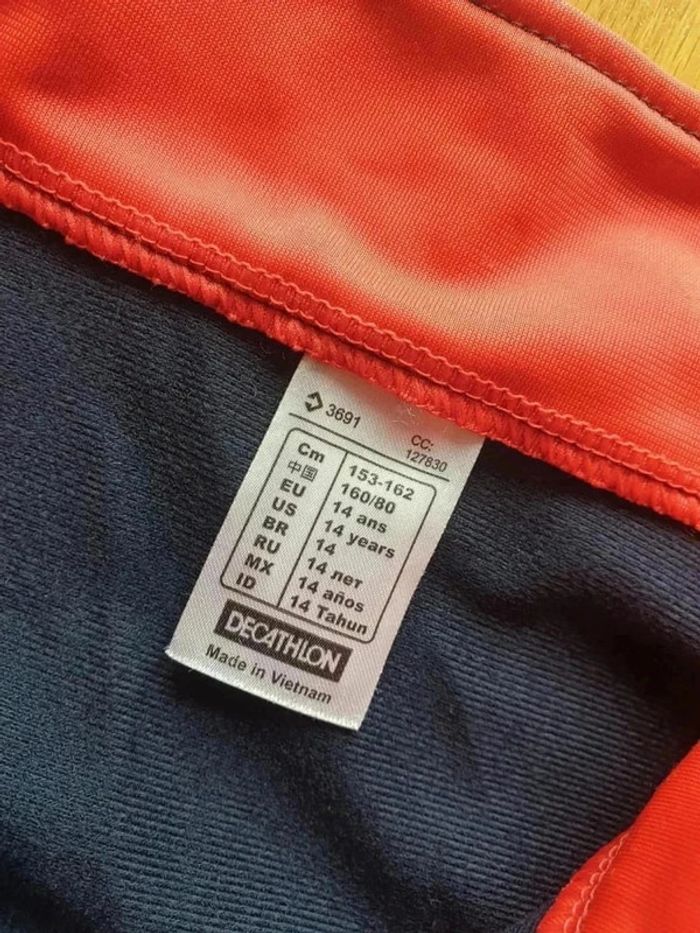 3691
CC:
127830
Cm 153-162
中国 160/80
EU 14 ans
US 14 years
BR 14
RU 14 лет
MX 14 años
ID 14 Tahun
DECATHLON
Made in Vietnam